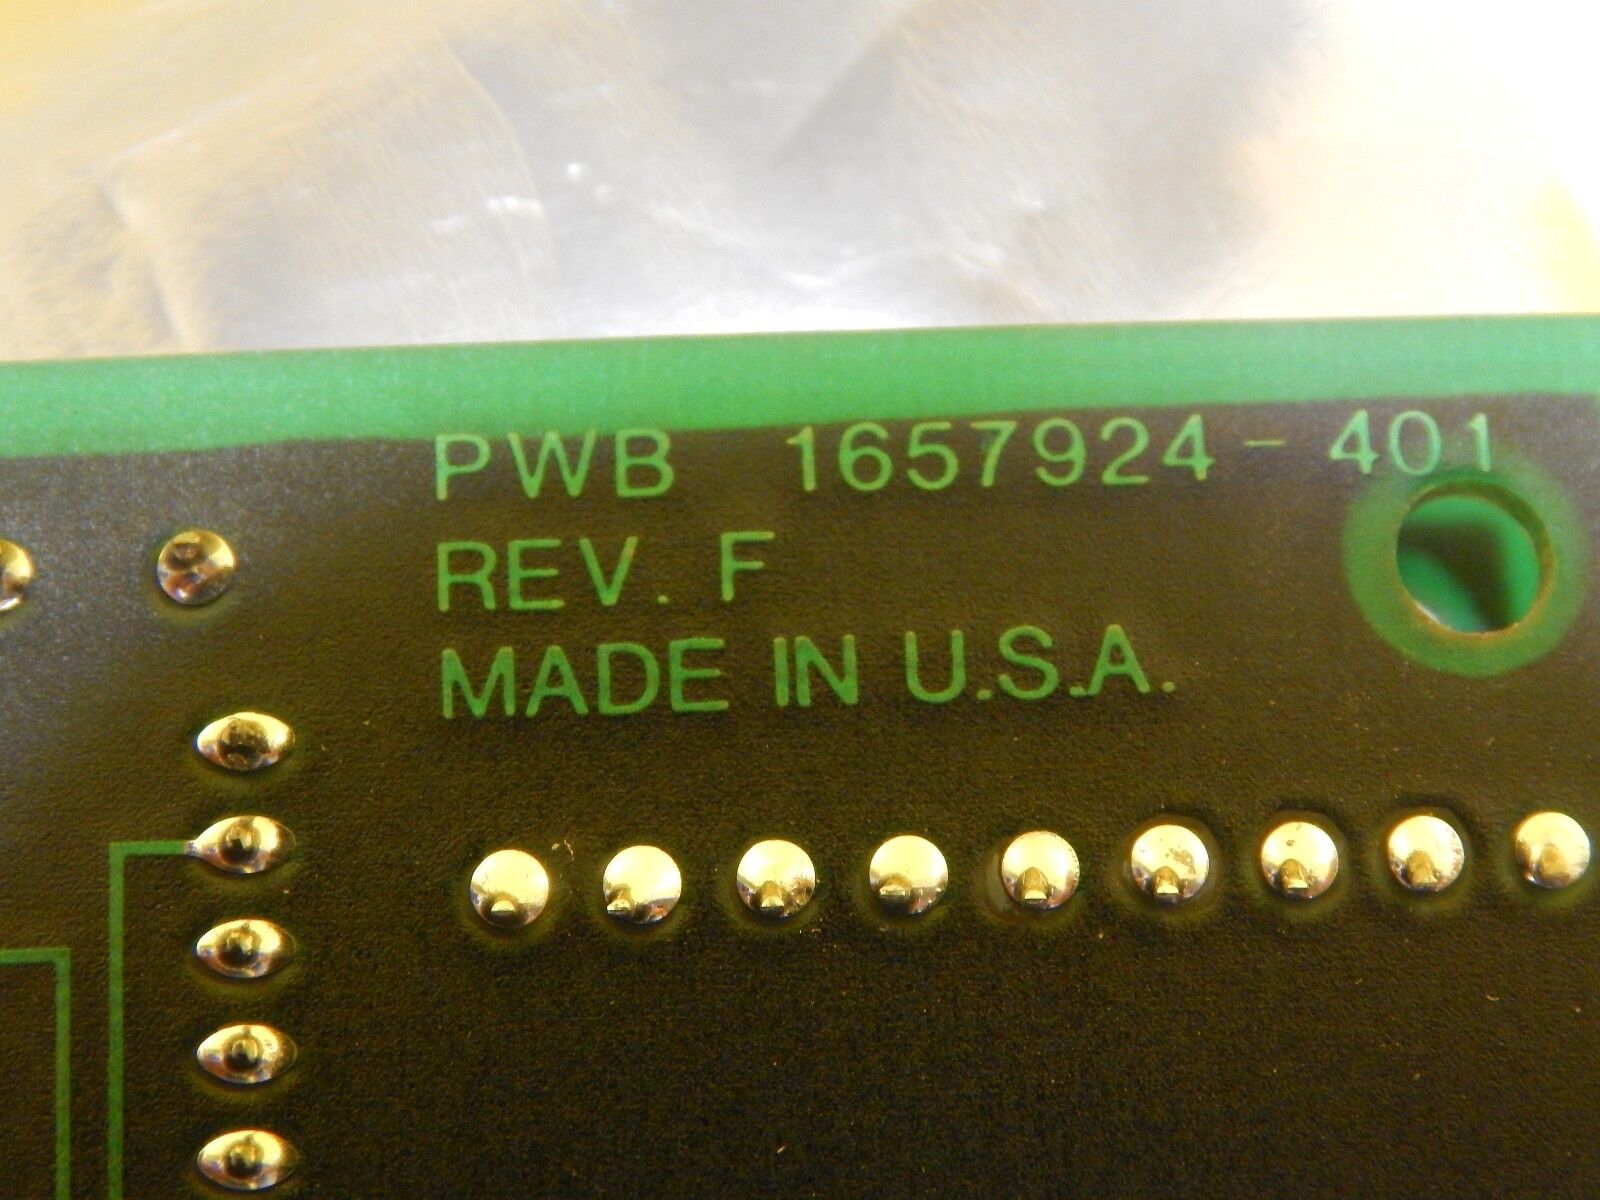 PWB 1657924-401
REV. F
MADE IN U.S.A.